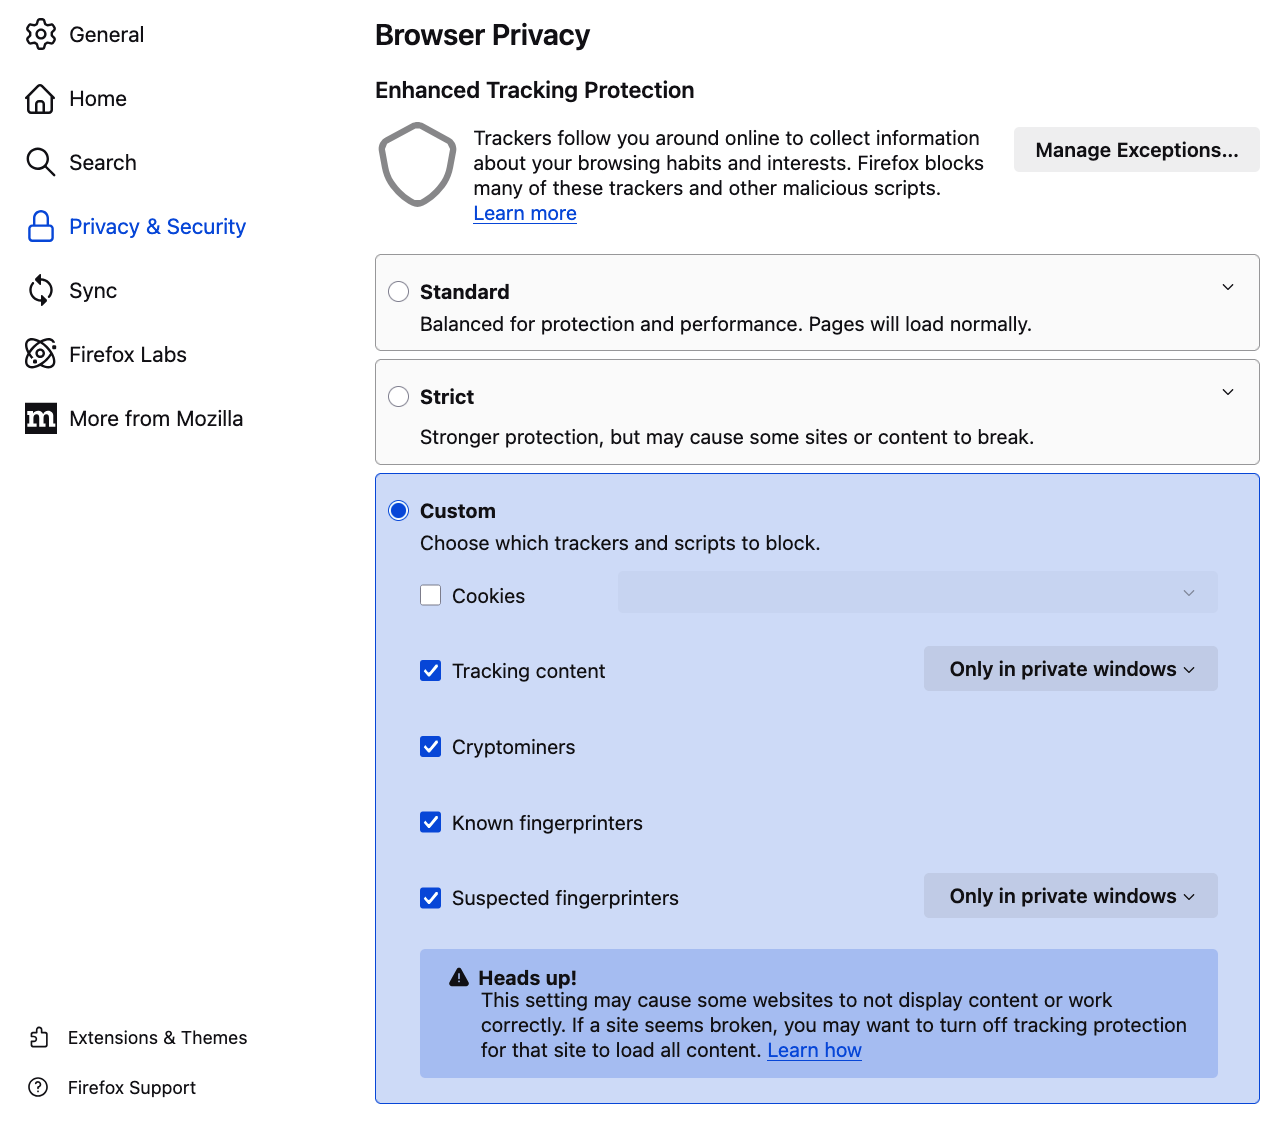 General
Home
Search
Privacy & Security
Sync
Firefox Labs
m More from Mozilla
Extensions & Themes
Firefox Support
Browser Privacy
Enhanced Tracking Protection
Trackers follow you around online to collect information
about your browsing habits and interests. Firefox blocks
many of these trackers and other malicious scripts.
Learn more
Manage Exceptions...
Standard
Balanced for protection and performance. Pages will load normally.
Strict
Stronger protection, but may cause some sites or content to break.
Custom
Choose which trackers and scripts to block.
Cookies
Tracking content
Only in private windows
Cryptominers
Known fingerprinters
Suspected fingerprinters
Only in private windows
Heads up!
This setting may cause some websites to not display content or work
correctly. If a site seems broken, you may want to turn off tracking protection
for that site to load all content. Learn how